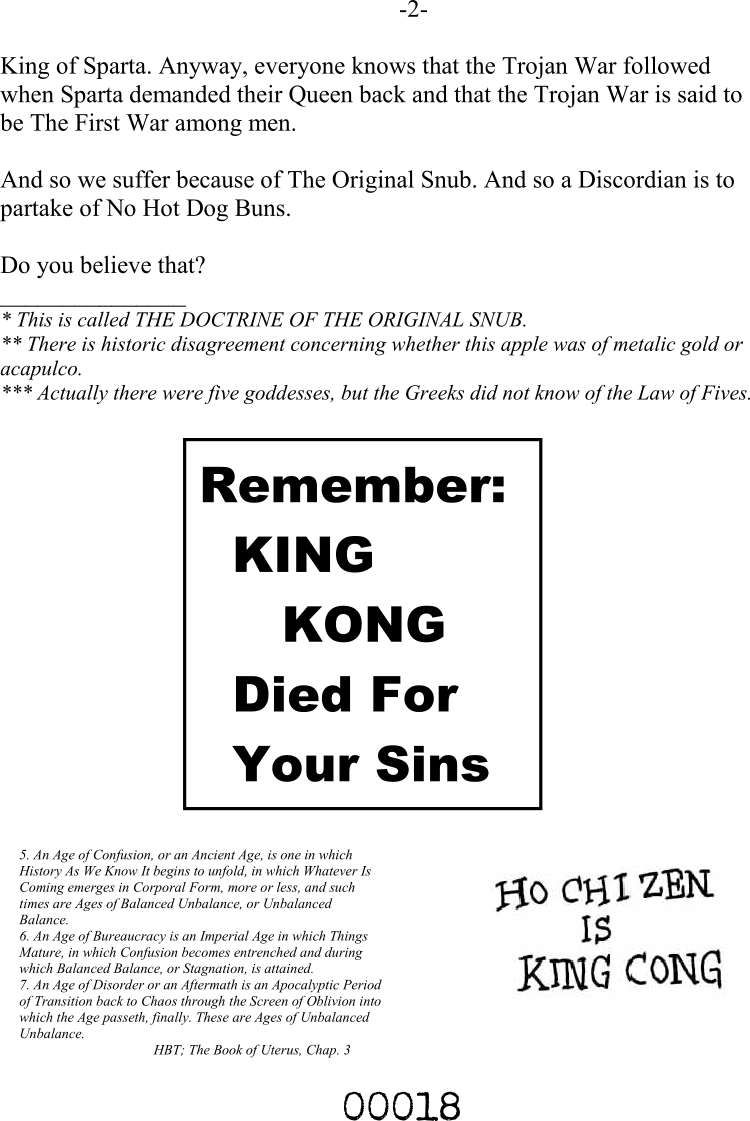 -2-
King of Sparta. Anyway, everyone knows that the Trojan War followed
when Sparta demanded their Queen back and that the Trojan War is said to
be The First War among men.
And so we suffer because of The Original Snub. And so a Discordian is to
partake of No Hot Dog Buns.
Do you believe that?
_______________
* This is called THE DOCTRINE OF THE ORIGINAL SNUB.
** There is historic disagreement concerning whether this apple was of metalic gold or
acapulco.
*** Actually there were five goddesses, but the Greeks did not know of the Law of Fives.
Remember:
KING
KONG
Died For
Your Sins
5. An Age of Confusion, or an Ancient Age, is one in which
History As We Know It begins to unfold, in which Whatever Is
Coming emerges in Corporal Form, more or less, and such
times are Ages of Balanced Unbalance, or Unbalanced
Balance.
6. An Age of Bureaucracy is an Imperial Age in which Things
Mature, in which Confusion becomes entrenched and during
which Balanced Balance, or Stagnation, is attained.
7. An Age of Disorder or an Aftermath is an Apocalyptic Period
of Transition back to Chaos through the Screen of Oblivion into
which the Age passeth, finally. These are Ages of Unbalanced
Unbalance.
HBT; The Book of Uterus, Chap. 3
HO CHI ZEN
IS
KING CONG
00018